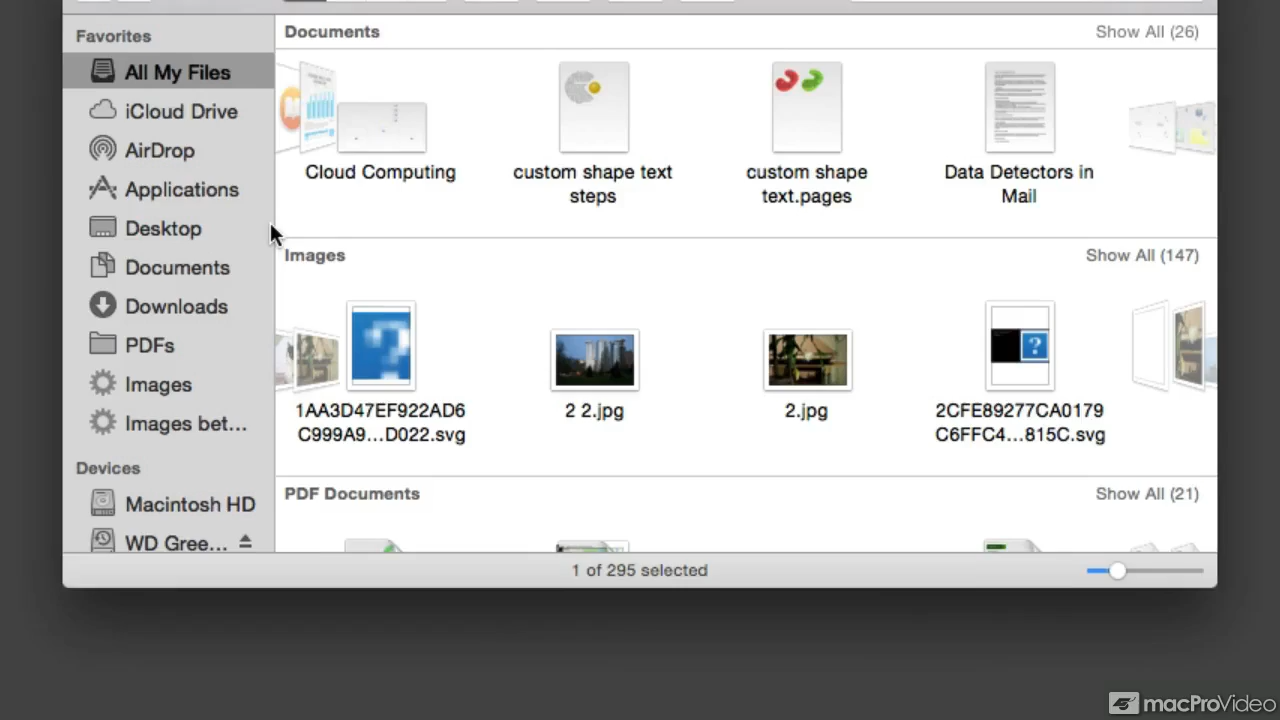 Favorites
All My Files
iCloud Drive
AirDrop
Applications
Desktop
Documents
Downloads
PDFs
Images
Images bet...
Devices
Macintosh HD
WD Gree...
Documents
Show All (26)
Cloud Computing
custom shape text
steps
custom shape
text.pages
Data Detectors in
Mail
Images
Show All (147)
1AA3D47EF922AD6
C999A9...D022.svg
2 2.jpg
2.jpg
2CFE89277CA0179
C6FFC4...815C.svg
PDF Documents
Show All (21)
1 of 295 selected
macProVideo